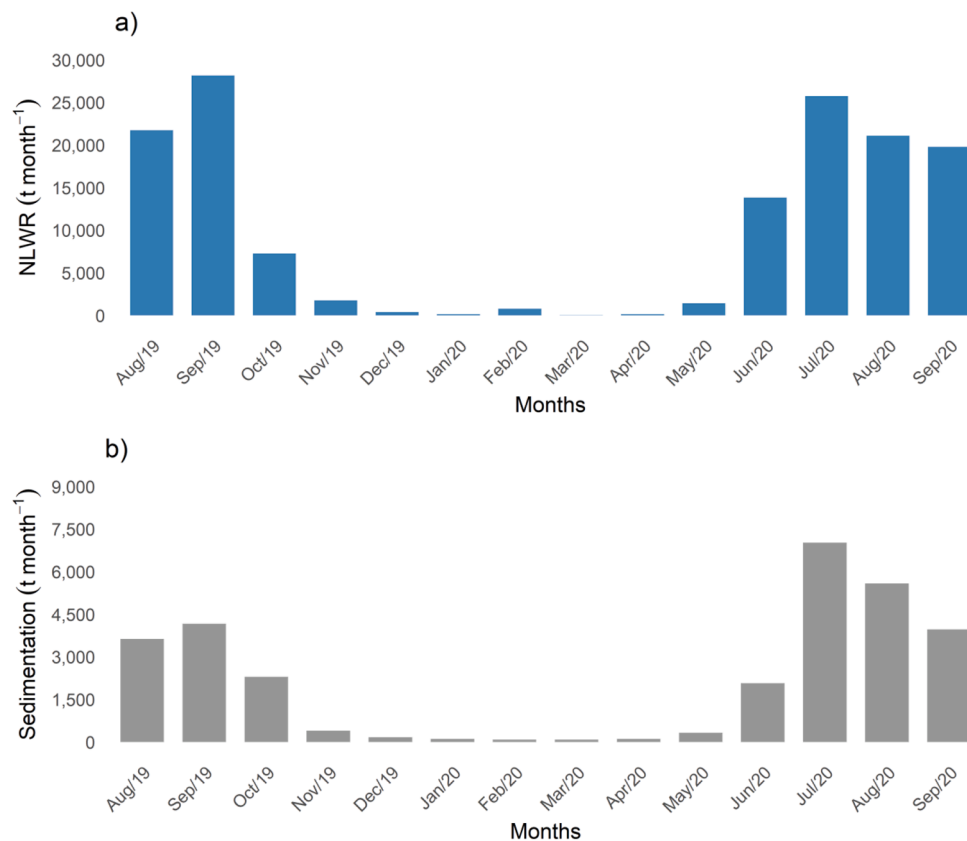 a)
NLWR (t month⁻¹)
30,000
25,000
20,000
15,000
10,000
5,000
0
Aug/19 Sep/19 Oct/19 Nov/19 Dec/19 Jan/20 Feb/20 Mar/20 Apr/20 May/20 Jun/20 Jul/20 Aug/20 Sep/20
Months
b)
Sedimentation (t month⁻¹)
9,000
7,500
6,000
4,500
3,000
1,500
0
Aug/19 Sep/19 Oct/19 Nov/19 Dec/19 Jan/20 Feb/20 Mar/20 Apr/20 May/20 Jun/20 Jul/20 Aug/20 Sep/20
Months